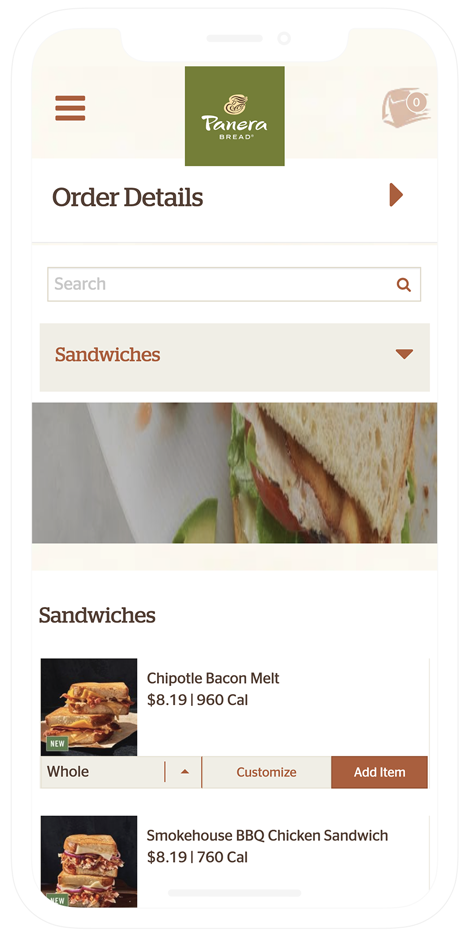 0
Panera
BREAD®
Order Details
Search
Sandwiches
Sandwiches
Chipotle Bacon Melt
$8.19 | 960 Cal
NEW
Whole
Customize
Add Item
Smokehouse BBQ Chicken Sandwich
$8.19 | 760 Cal
NEW